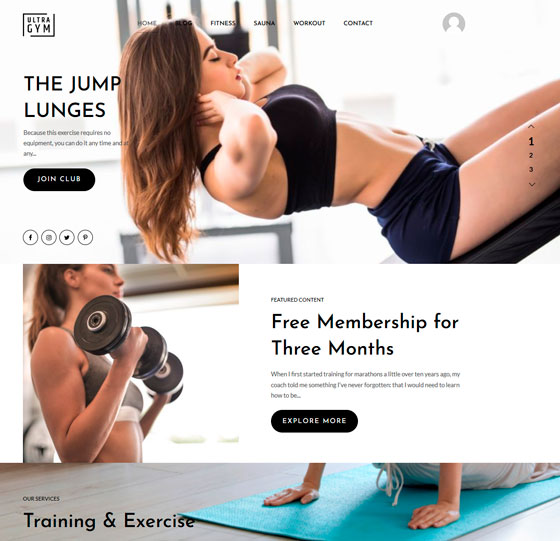 ULTRA
GYM
HOME BLOG FITNESS SAUNA WORKOUT CONTACT
THE JUMP
LUNGES
Because this exercise requires no
equipment, you can do it any time and at
any...
JOIN CLUB
1
2
3
FEATURED CONTENT
Free Membership for
Three Months
When I first started training for marathons a little over ten years ago, my
coach told me something I've never forgotten: that I would need to learn
how to be...
EXPLORE MORE
OUR SERVICES
Training & Exercise